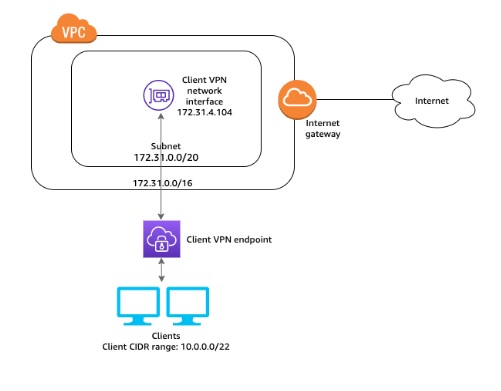 VPC
Client VPN
network
interface
172.31.4.104
Internet
Internet
gateway
Subnet
172.31.0.0/20
172.31.0.0/16
Client VPN endpoint
Clients
Client CIDR range: 10.0.0.0/22